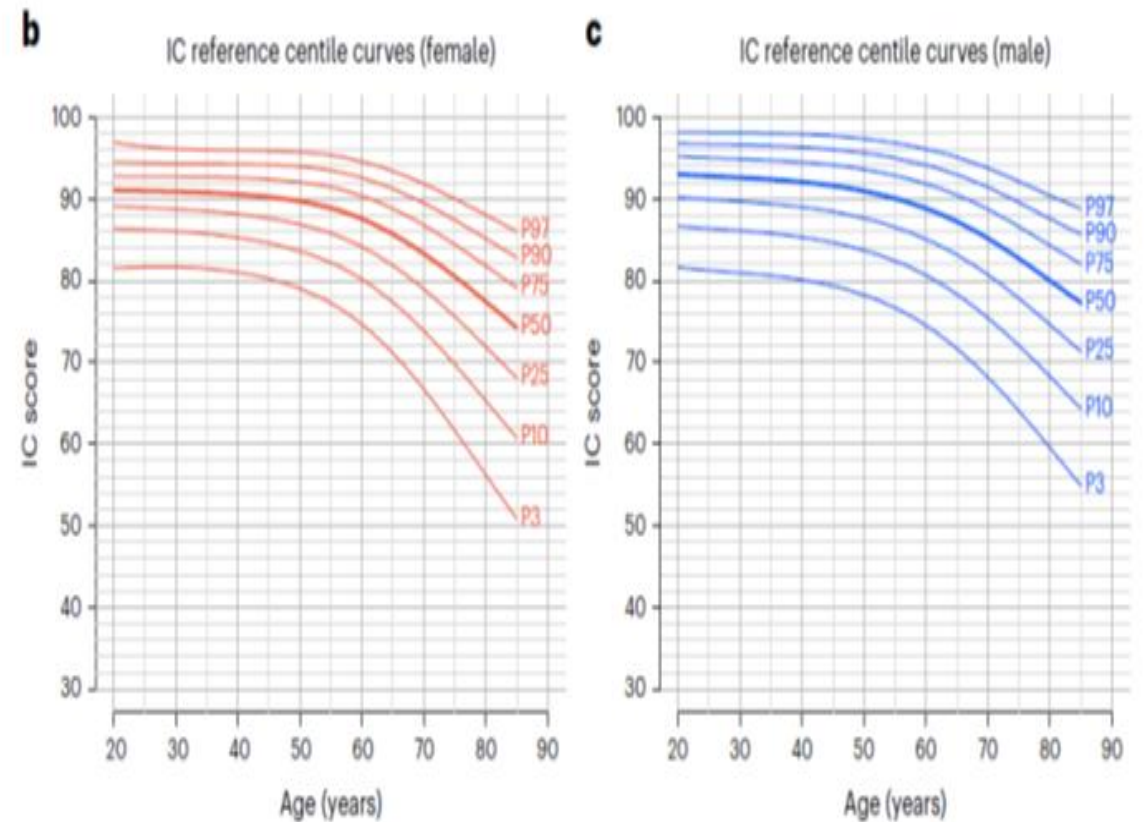 b
IC reference centile curves (female)
100
90
80
70
60
50
40
30
IC score
P97
P90
P75
P50
P25
P10
P3
20 30 40 50 60 70 80 90
Age (years)
c
IC reference centile curves (male)
100
90
80
70
60
50
40
30
IC score
P97
P90
P75
P50
P25
P10
P3
20 30 40 50 60 70 80 90
Age (years)